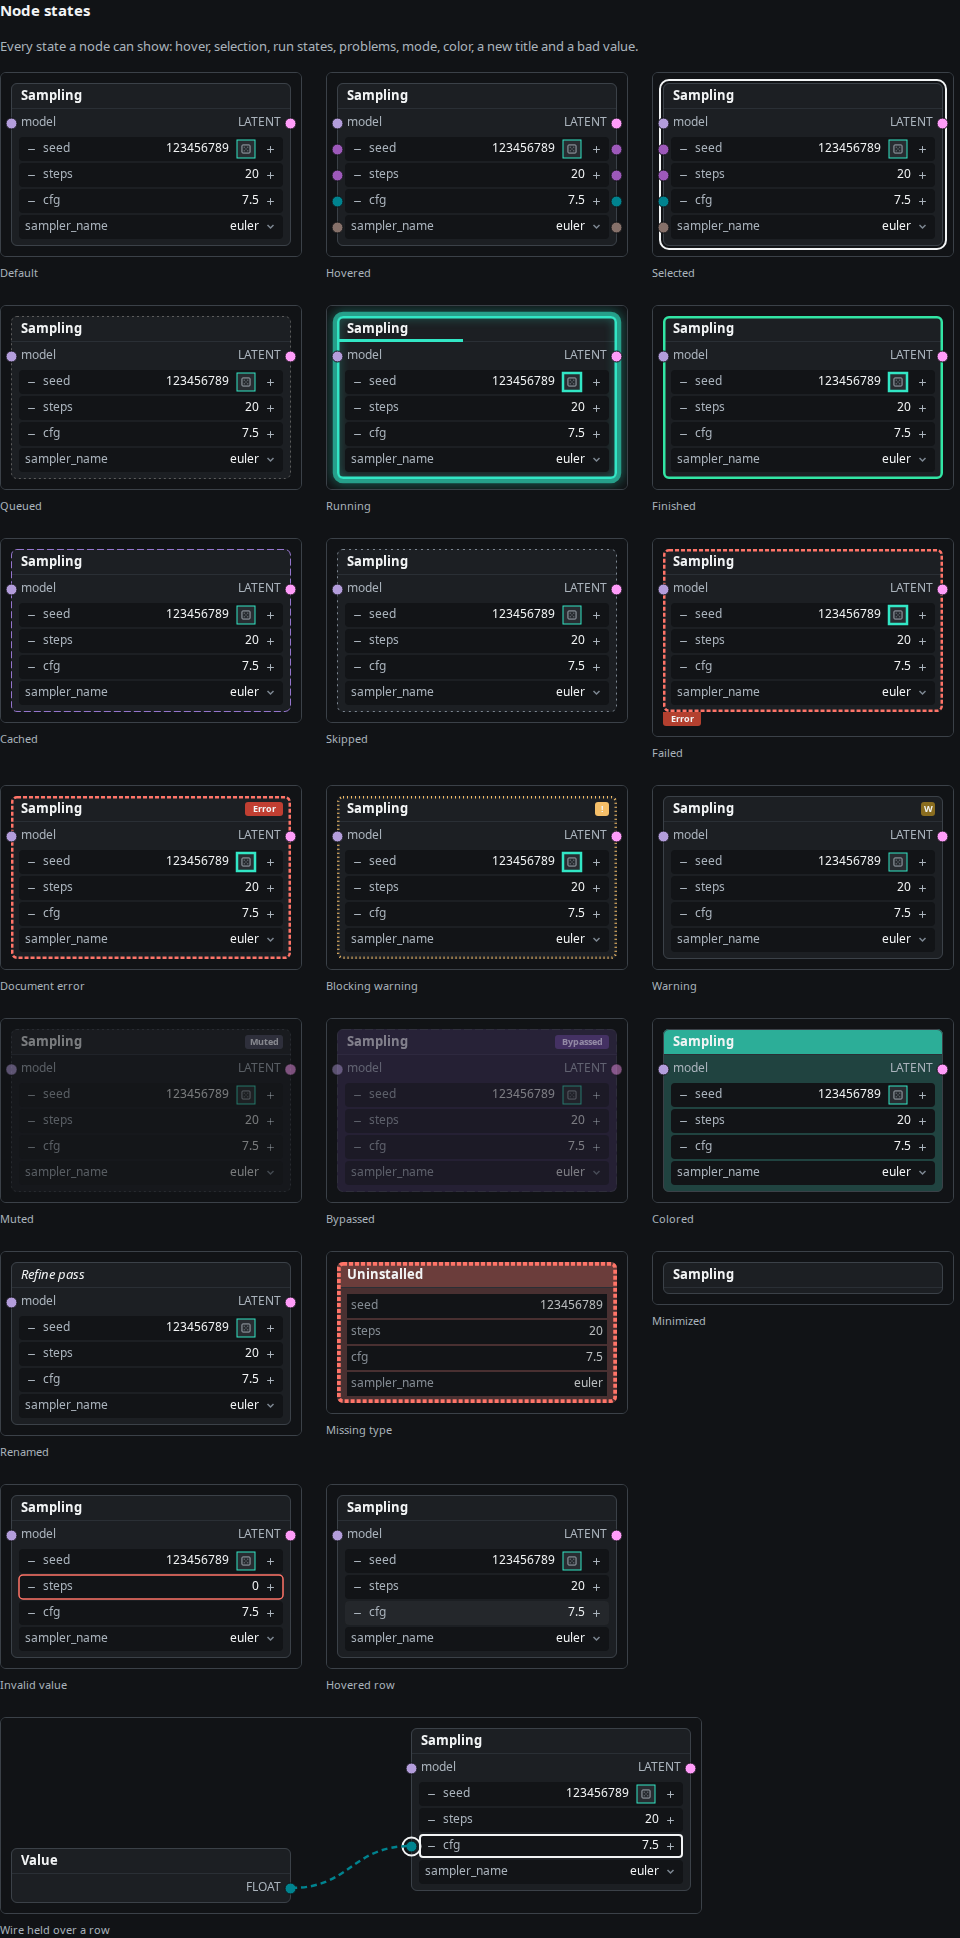 Node states
Every state a node can show: hover, selection, run states, problems, mode, color, a new title and a bad value.
Sampling
model LATENT
– seed 123456789 +
– steps 20 +
– cfg 7.5 +
sampler_name euler
Default
Sampling
model LATENT
– seed 123456789 +
– steps 20 +
– cfg 7.5 +
sampler_name euler
Hovered
Sampling
model LATENT
– seed 123456789 +
– steps 20 +
– cfg 7.5 +
sampler_name euler
Selected
Sampling
model LATENT
– seed 123456789 +
– steps 20 +
– cfg 7.5 +
sampler_name euler
Queued
Sampling
model LATENT
– seed 123456789 +
– steps 20 +
– cfg 7.5 +
sampler_name euler
Running
Sampling
model LATENT
– seed 123456789 +
– steps 20 +
– cfg 7.5 +
sampler_name euler
Finished
Sampling
model LATENT
– seed 123456789 +
– steps 20 +
– cfg 7.5 +
sampler_name euler
Cached
Sampling
model LATENT
– seed 123456789 +
– steps 20 +
– cfg 7.5 +
sampler_name euler
Skipped
Sampling
model LATENT
– seed 123456789 +
– steps 20 +
– cfg 7.5 +
sampler_name euler
Error
Failed
Sampling Error
model LATENT
– seed 123456789 +
– steps 20 +
– cfg 7.5 +
sampler_name euler
Document error
Sampling !
model LATENT
– seed 123456789 +
– steps 20 +
– cfg 7.5 +
sampler_name euler
Blocking warning
Sampling W
model LATENT
– seed 123456789 +
– steps 20 +
– cfg 7.5 +
sampler_name euler
Warning
Sampling Muted
model LATENT
– seed 123456789 +
– steps 20 +
– cfg 7.5 +
sampler_name euler
Muted
Sampling Bypassed
model LATENT
– seed 123456789 +
– steps 20 +
– cfg 7.5 +
sampler_name euler
Bypassed
Sampling
model LATENT
– seed 123456789 +
– steps 20 +
– cfg 7.5 +
sampler_name euler
Colored
Refine pass
model LATENT
– seed 123456789 +
– steps 20 +
– cfg 7.5 +
sampler_name euler
Renamed
Uninstalled
seed 123456789
steps 20
cfg 7.5
sampler_name euler
Missing type
Sampling
Minimized
Sampling
model LATENT
– seed 123456789 +
– steps 0 +
– cfg 7.5 +
sampler_name euler
Invalid value
Sampling
model LATENT
– seed 123456789 +
– steps 20 +
– cfg 7.5 +
sampler_name euler
Hovered row
Sampling
model LATENT
– seed 123456789 +
– steps 20 +
– cfg 7.5 +
sampler_name euler
Value
FLOAT
Wire held over a row